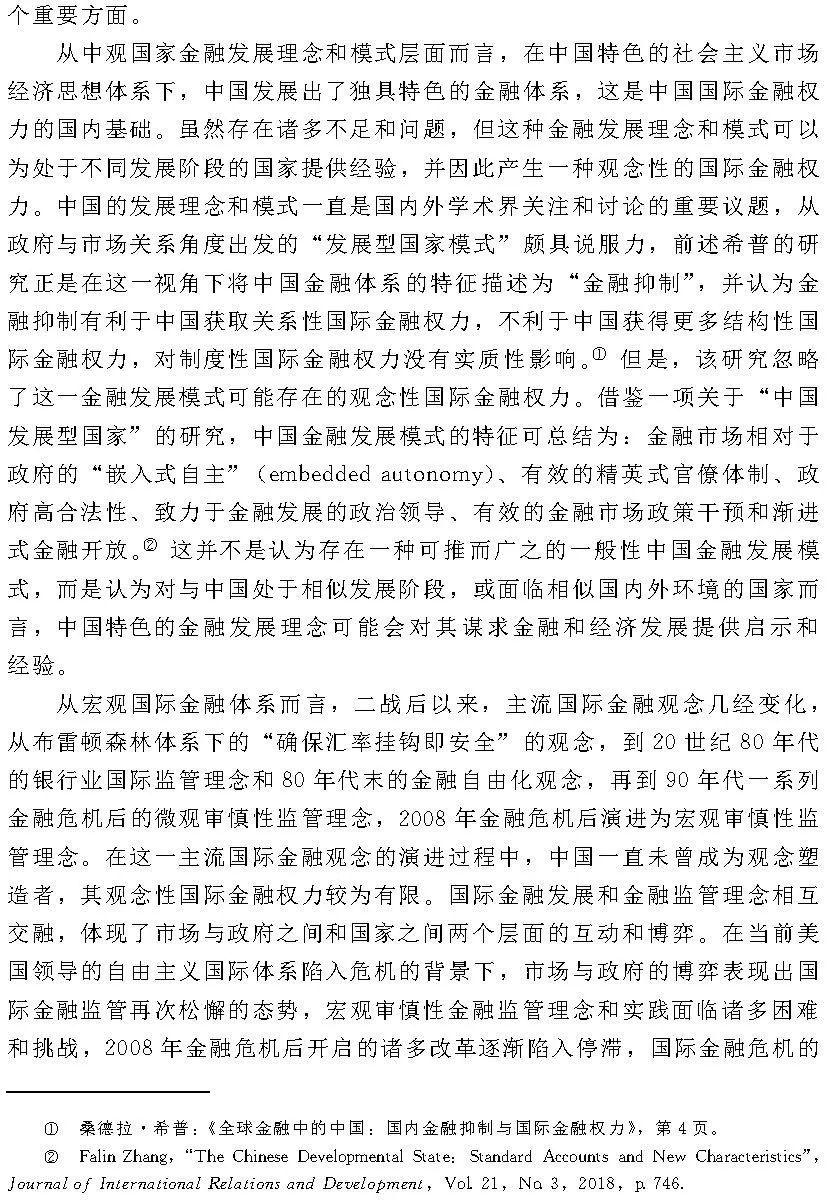 个重要方面。
从中观国家金融发展理念和模式层面而言，在中国特色的社会主义市场
经济思想体系下，中国发展出了独具特色的金融体系，这是中国国际金融权
力的国内基础。虽然存在诸多不足和问题，但这种金融发展理念和模式可以
为处于不同发展阶段的国家提供经验，并因此产生一种观念性的国际金融权
力。中国的发展理念和模式一直是国内外学术界关注和讨论的重要议题，从
政府与市场关系角度出发的“发展型国家模式”颇具说服力，前述希普的研
究正是在这一视角下将中国金融体系的特征描述为“金融抑制”，并认为金
融抑制有利于中国获取关系性国际金融权力，不利于中国获得更多结构性国
际金融权力，对制度性国际金融权力没有实质性影响。① 但是，该研究忽略
了这一金融发展模式可能存在的观念性国际金融权力。借鉴一项关于“中国
发展型国家”的研究，中国金融发展模式的特征可总结为：金融市场相对于
政府的“嵌入式自主”（embedded autonomy）、有效的精英式官僚体制、政
府高合法性、致力于金融发展的政治领导、有效的金融市场政策干预和渐进
式金融开放。② 这并不是认为存在一种可推而广之的一般性中国金融发展模
式，而是认为对与中国处于相似发展阶段，或面临相似国内外环境的国家而
言，中国特色的金融发展理念可能会对其谋求金融和经济发展提供启示和
经验。
从宏观国际金融体系而言，二战后以来，主流国际金融观念几经变化，
从布雷顿森林体系下的“确保汇率挂钩即安全”的观念，到 20 世纪 80 年代
的银行业国际监管理念和 80 年代末的金融自由化观念，再到 90 年代一系列
金融危机后的微观审慎性监管理念，2008 年金融危机后演进为宏观审慎性监
管理念。在这一主流国际金融观念的演进过程中，中国一直未曾成为观念塑
造者，其观念性国际金融权力较为有限。国际金融发展和金融监管理念相互
交融，体现了市场与政府之间和国家之间两个层面的互动和博弈。在当前美
国领导的自由主义国际体系陷入危机的背景下，市场与政府的博弈表现出国
际金融监管再次松懈的态势，宏观审慎性金融监管理念和实践面临诸多困难
和挑战，2008 年金融危机后开启的诸多改革逐渐陷入停滞，国际金融危机的
① 桑德拉·希普：《全球金融中的中国：国内金融抑制与国际金融权力》，第 4 页。
② Falin Zhang, “The Chinese Developmental State: Standard Accounts and New Characteristics”,
Journal of International Relations and Development, Vol. 21, No. 3, 2018, p. 746.